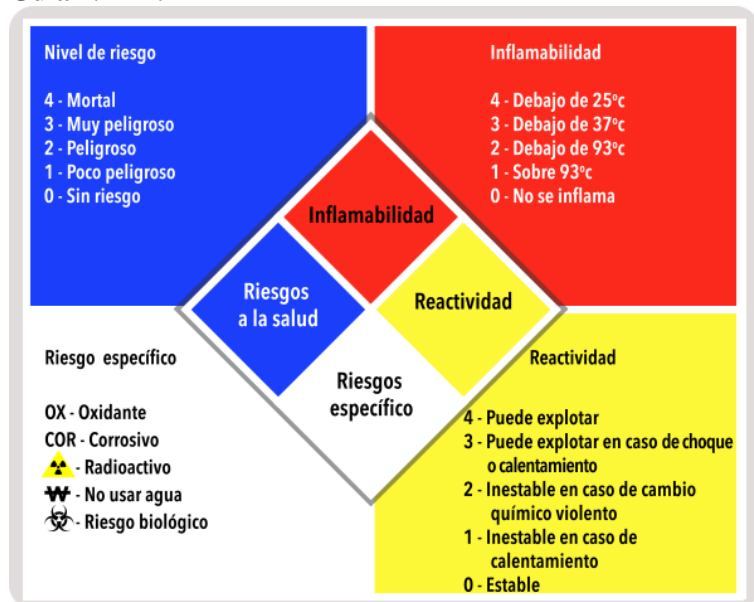 Nivel de riesgo
4 - Mortal
3 - Muy peligroso
2 - Peligroso
1 - Poco peligroso
0 - Sin riesgo
Inflamabilidad
4 - Debajo de 25ºc
3 - Debajo de 37ºc
2 - Debajo de 93ºc
1 - Sobre 93ºc
0 - No se inflama
Inflamabilidad
Riesgos
a la salud
Reactividad
Riesgos
específico
Riesgo específico
OX - Oxidante
COR - Corrosivo
- Radioactivo
W - No usar agua
- Riesgo biológico
Reactividad
4 - Puede explotar
3 - Puede explotar en caso de choque
o calentamiento
2 - Inestable en caso de cambio
químico violento
1 - Inestable en caso de
calentamiento
0 - Estable